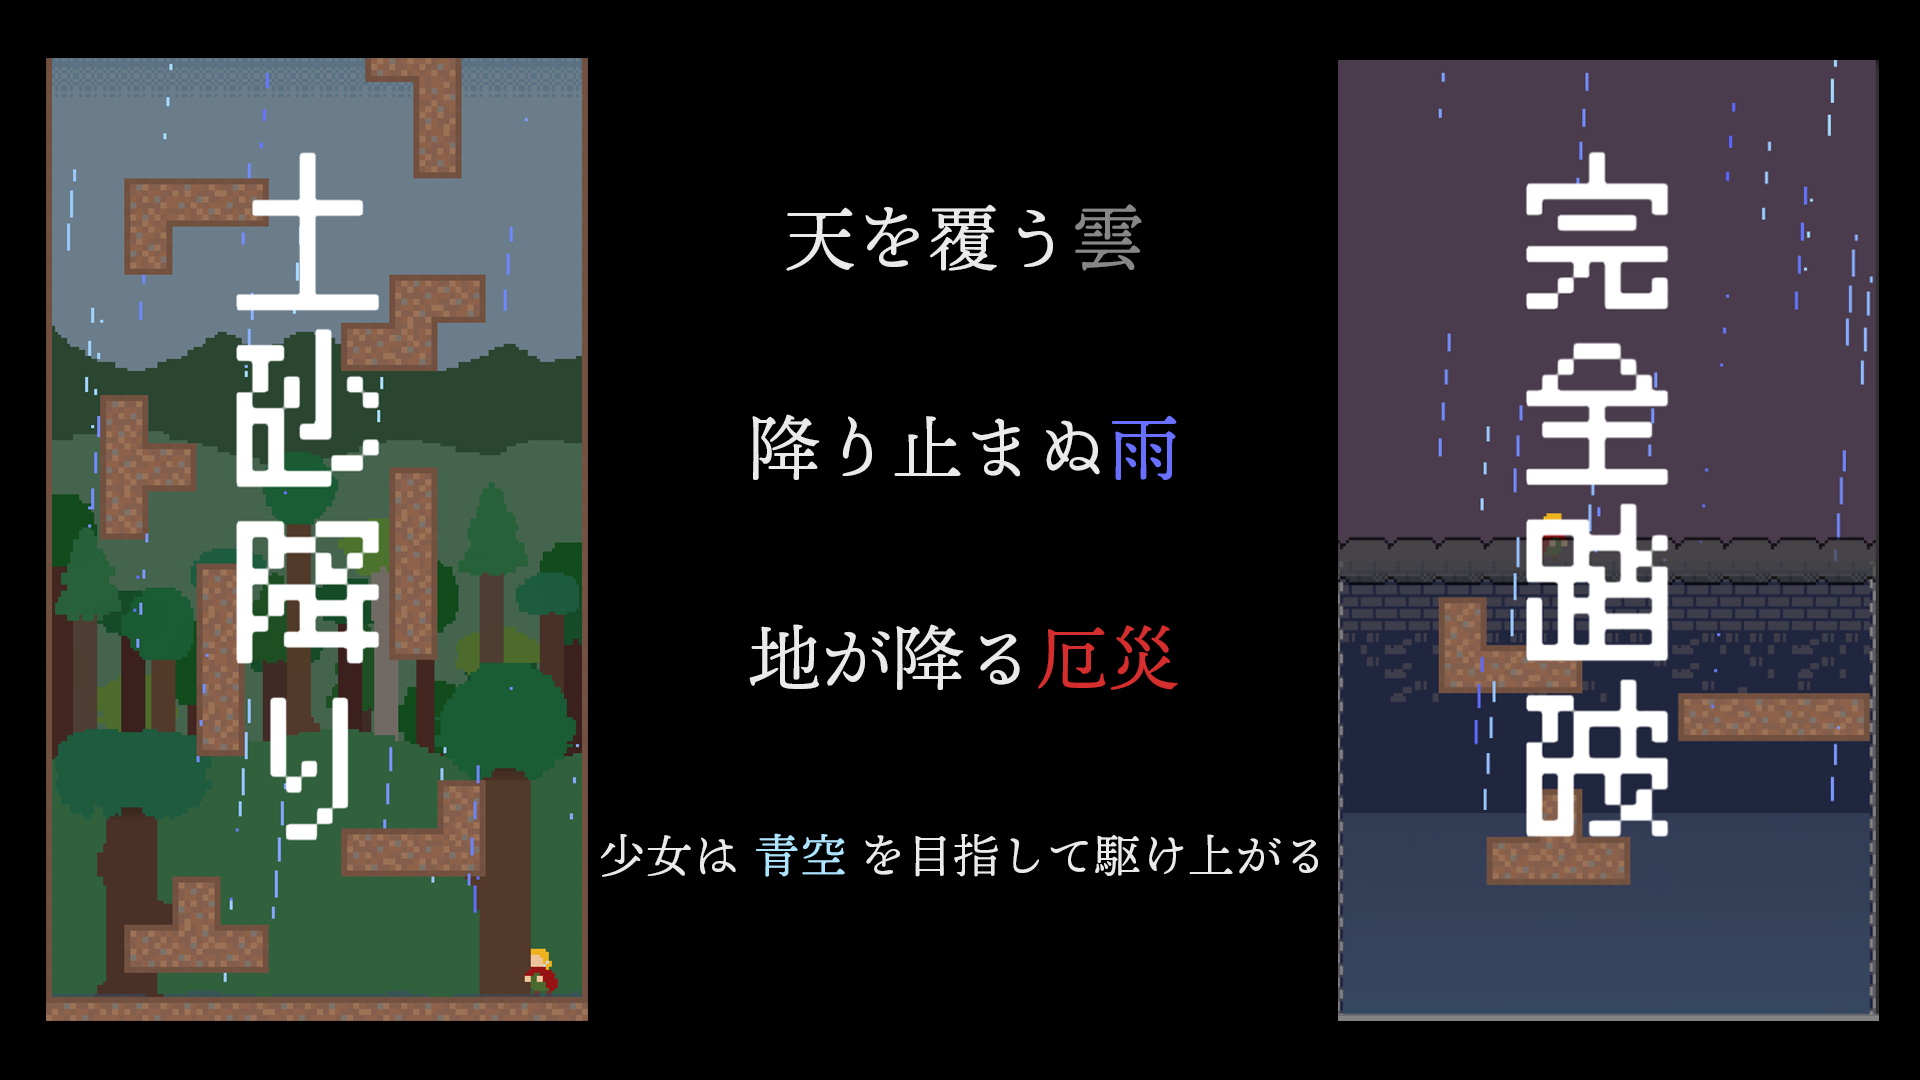 土砂降り
天を覆う雲
降り止まぬ雨
地が降る厄災
少女は 青空 を目指して駆け上がる
完全踏破